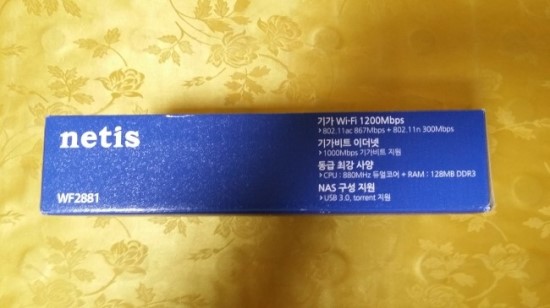 netis
WF2881
기가 Wi-Fi 1200Mbps
> 802.11ac 867Mbps + 802.11n 300Mbps
기가비트 이더넷
> 1000Mbps 기가비트 지원
동급 최강 사양
> CPU : 880MHz 듀얼코어 + RAM : 128MB DDR3
NAS 구성 지원
> USB 3.0, torrent 지원